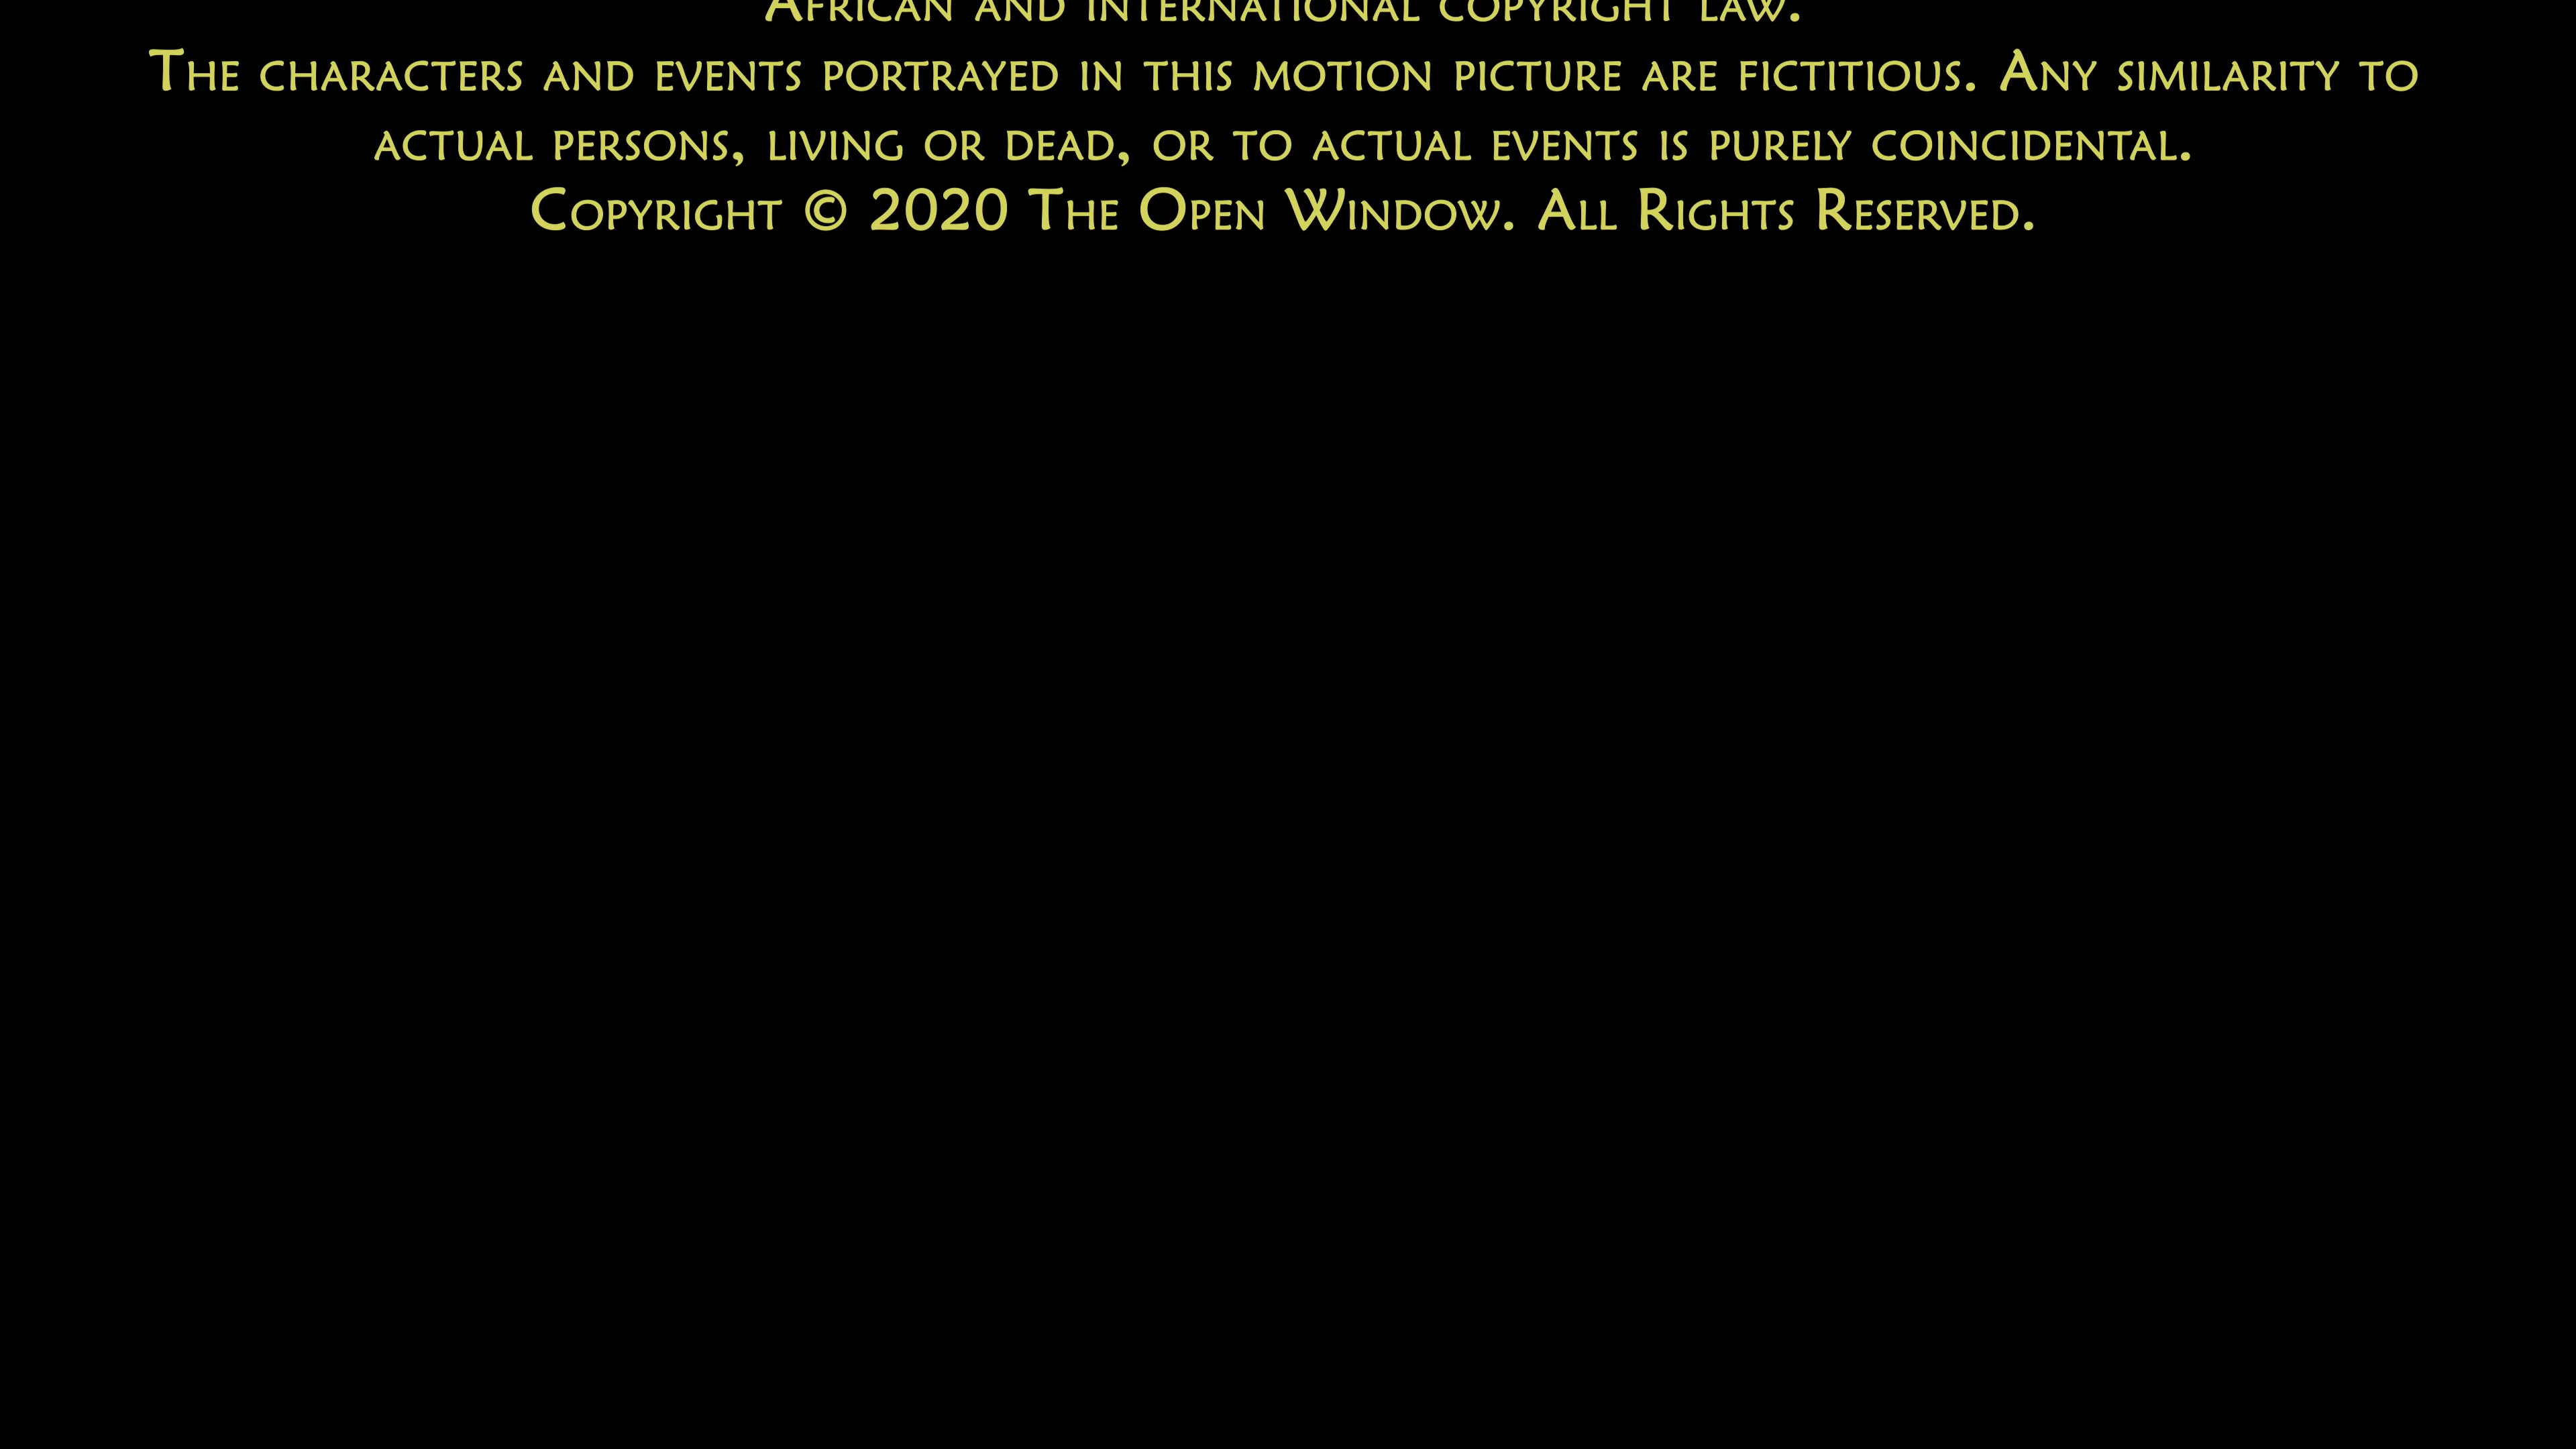 African and international copyright law.
The characters and events portrayed in this motion picture are fictitious. Any similarity to
actual persons, living or dead, or to actual events is purely coincidental.
Copyright © 2020 The Open Window. All Rights Reserved.